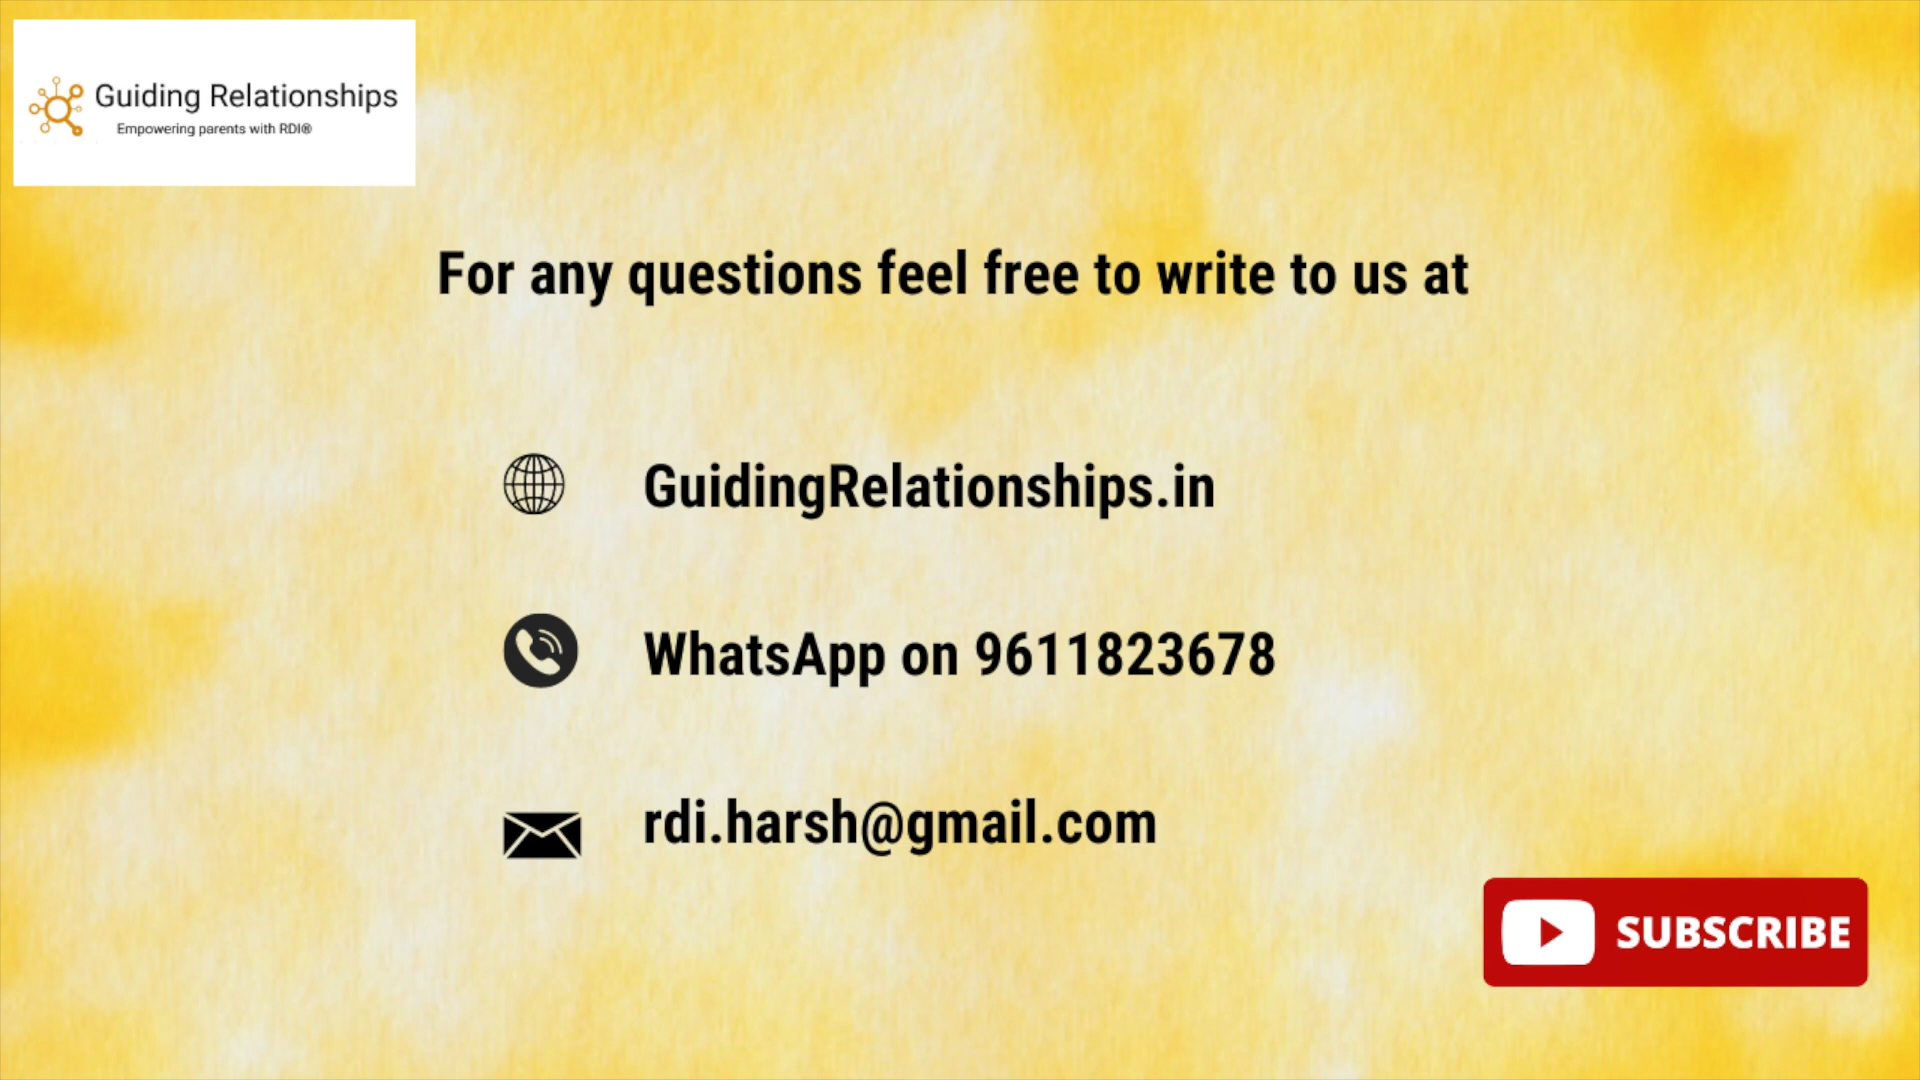 Guiding Relationships
Empowering parents with RDI®
For any questions feel free to write to us at
GuidingRelationships.in
WhatsApp on 9611823678
rdi.harsh@gmail.com
SUBSCRIBE